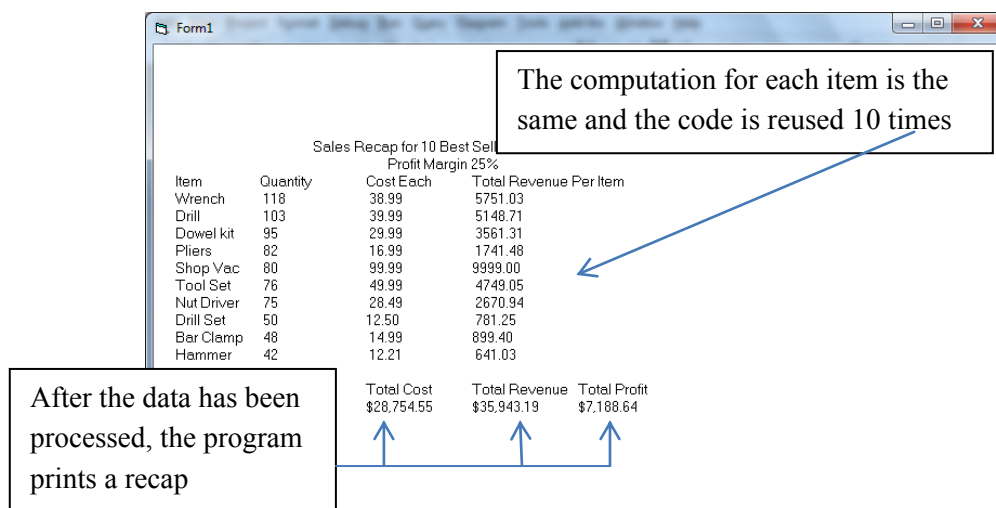 Form1
The computation for each item is the
same and the code is reused 10 times
Sales Recap for 10 Best Sell
Profit Margin 25%
Item Quantity Cost Each Total Revenue Per Item
Wrench 118 38.99 5751.03
Drill 103 39.99 5148.71
Dowel kit 95 29.99 3561.31
Pliers 82 16.99 1741.48
Shop Vac 80 99.99 9999.00
Tool Set 76 49.99 4749.05
Nut Driver 75 28.49 2670.94
Drill Set 50 12.50 781.25
Bar Clamp 48 14.99 899.40
Hammer 42 12.21 641.03
Total Cost Total Revenue Total Profit
$28,754.55 $35,943.19 $7,188.64
After the data has been
processed, the program
prints a recap